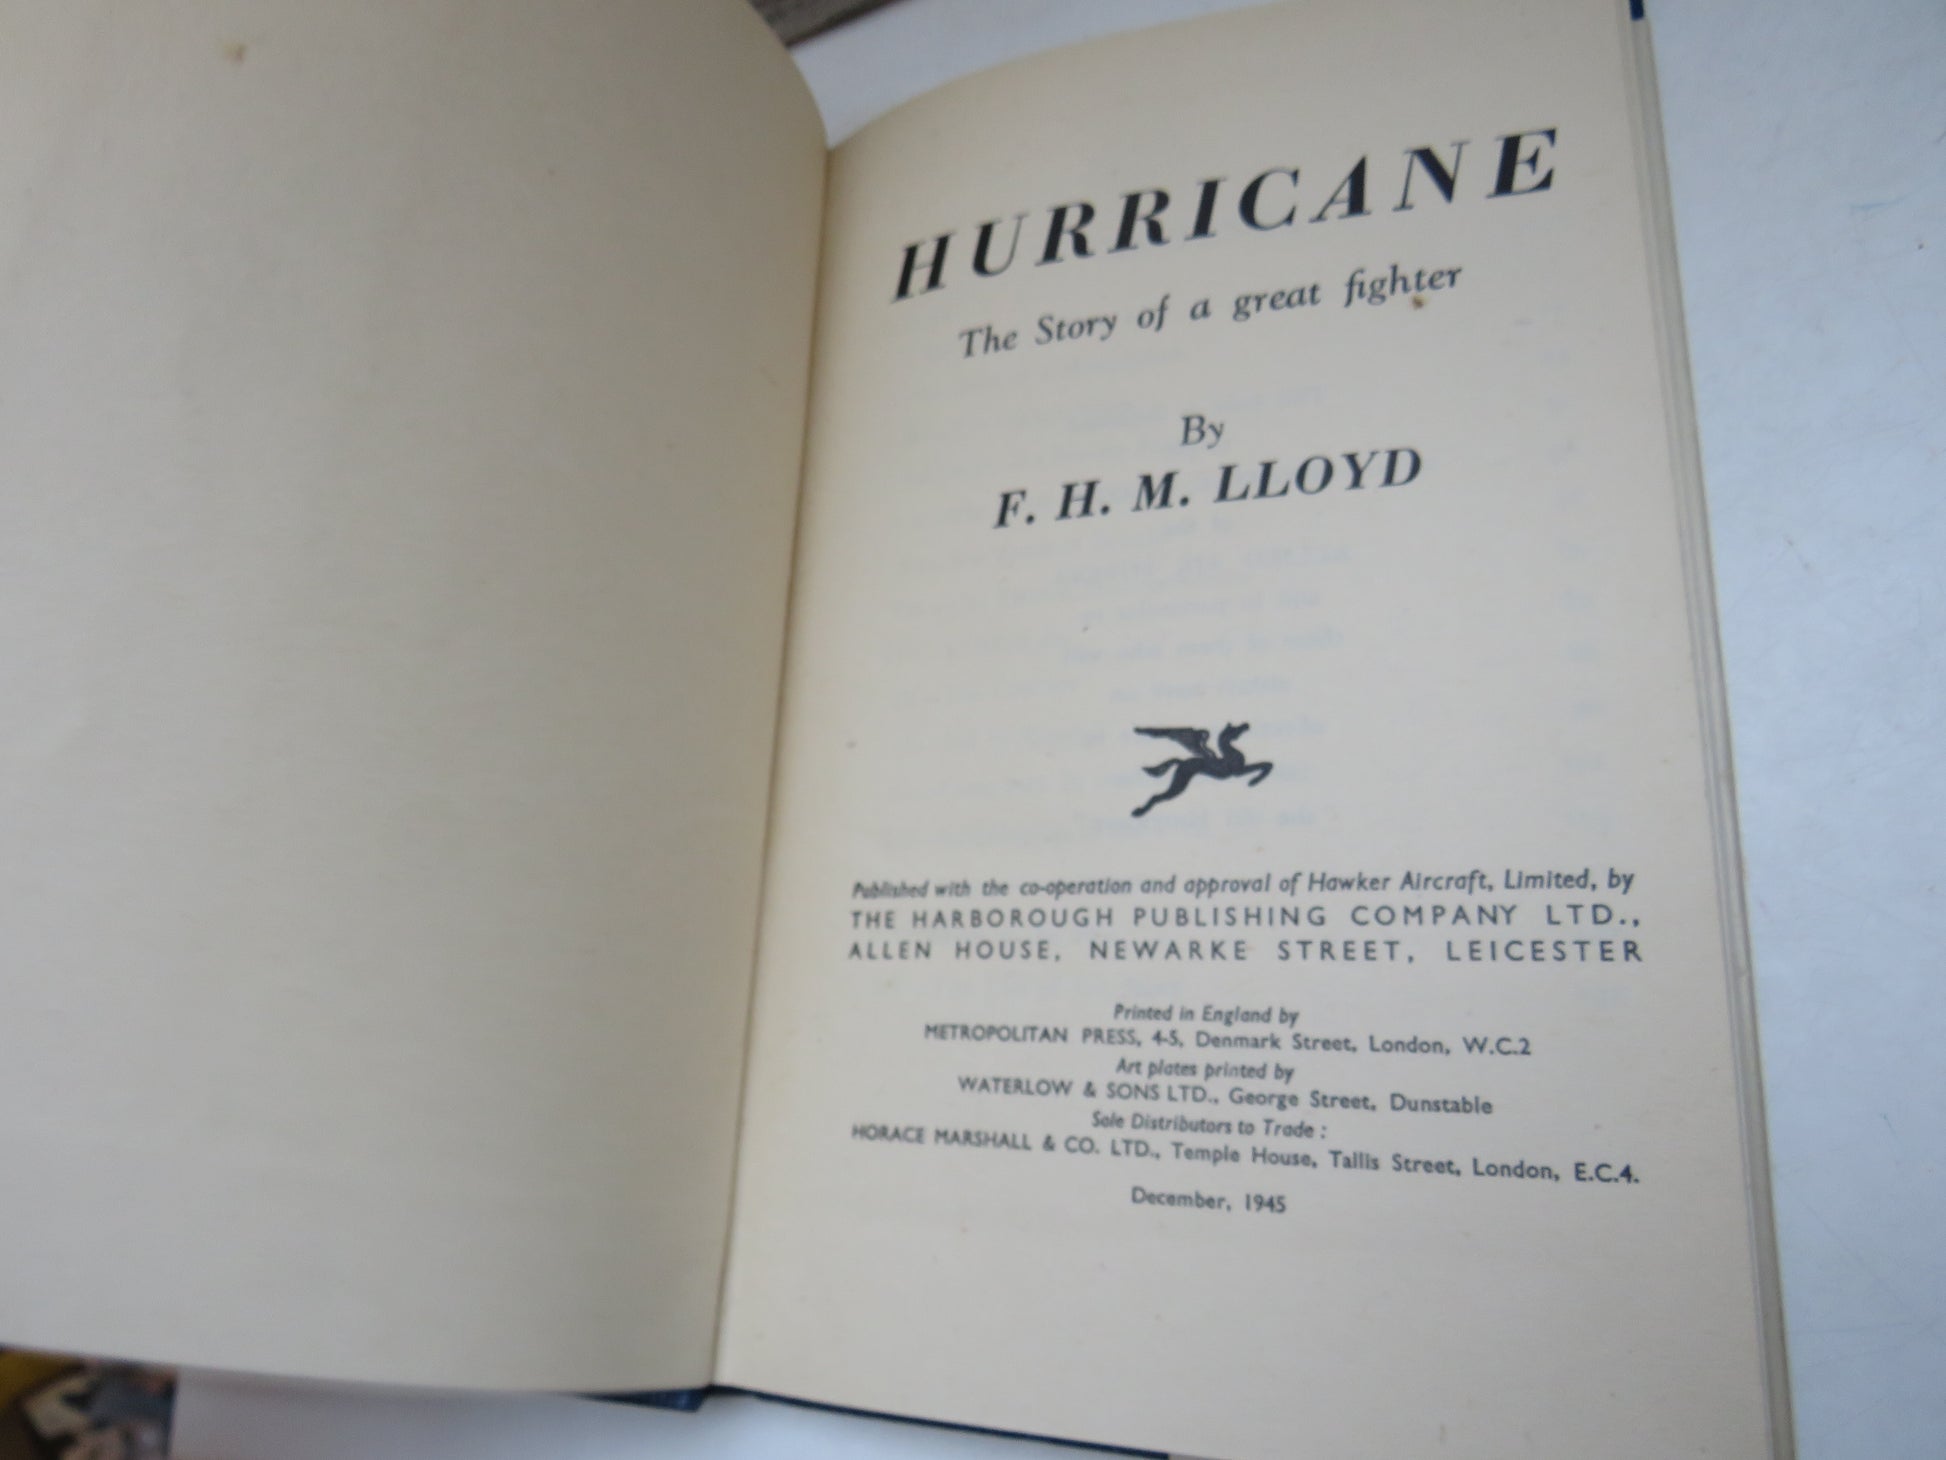 HURRICANE
The Story of a great fighter
By
F. H. M. LLOYD
Published with the co-operation and approval of Hawker Aircraft, Limited, by
THE HARBOROUGH PUBLISHING COMPANY LTD.,
ALLEN HOUSE, NEWARKE STREET, LEICESTER
Printed in England by
METROPOLITAN PRESS, 4-5, Denmark Street, London, W.C.2
Art plates printed by
WATERLOW & SONS LTD., George Street, Dunstable
Sole Distributors to Trade :
HORACE MARSHALL & CO. LTD., Temple House, Tallis Street, London, E.C.4.
December, 1945